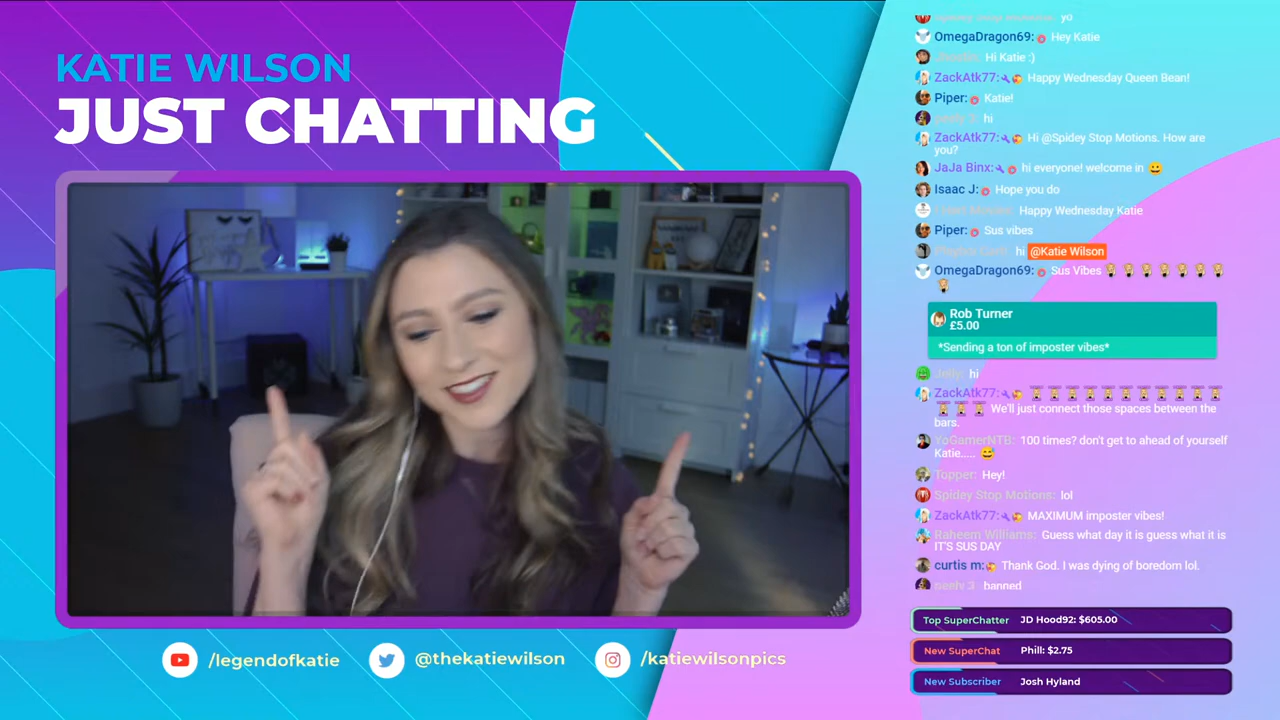 KATIE WILSON
JUST CHATTING
yo
OmegaDragon69: Hey Katie
Hi Katie :)
ZackAtk77: Happy Wednesday Queen Bean!
Piper: Katie!
hi
ZackAtk77: Hi @Spidey Stop Motions. How are
you?
JaJa Binx: hi everyone! welcome in
Isaac J: Hope you do
Happy Wednesday Katie
Piper: Sus vibes
hi @Katie Wilson
OmegaDragon69: Sus Vibes
Rob Turner
£5.00
*Sending a ton of imposter vibes*
Jelly: hi
ZackAtk77:
We'll just connect those spaces between the
bars.
YoGamerNTB: 100 times? don't get to ahead of yourself
Katie.....
Topper: Hey!
Spidey Stop Motions: lol
ZackAtk77: MAXIMUM imposter vibes!
Raheem Williams: Guess what day it is guess what it is
IT'S SUS DAY
curtis m: Thank God. I was dying of boredom lol.
banned
Top SuperChatter JD Hood92: $605.00
New SuperChat Phill: $2.75
New Subscriber Josh Hyland
/legendofkatie
@thekatiewilson
/katiewilsonpics